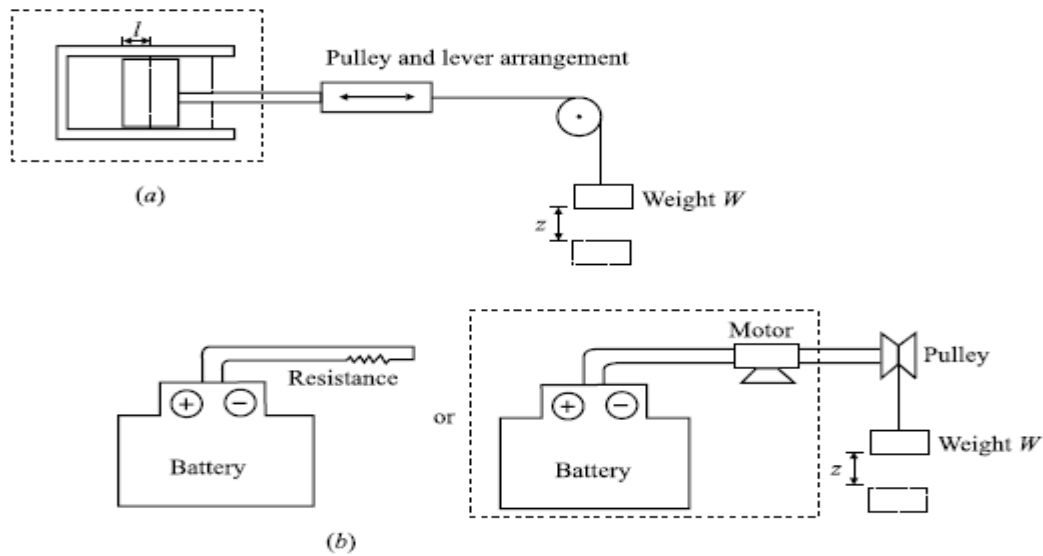 l
Pulley and lever arrangement
(a)
Weight W
z
Motor
Pulley
Resistance
+ −
or
+ −
Battery
Battery
Weight W
z
(b)